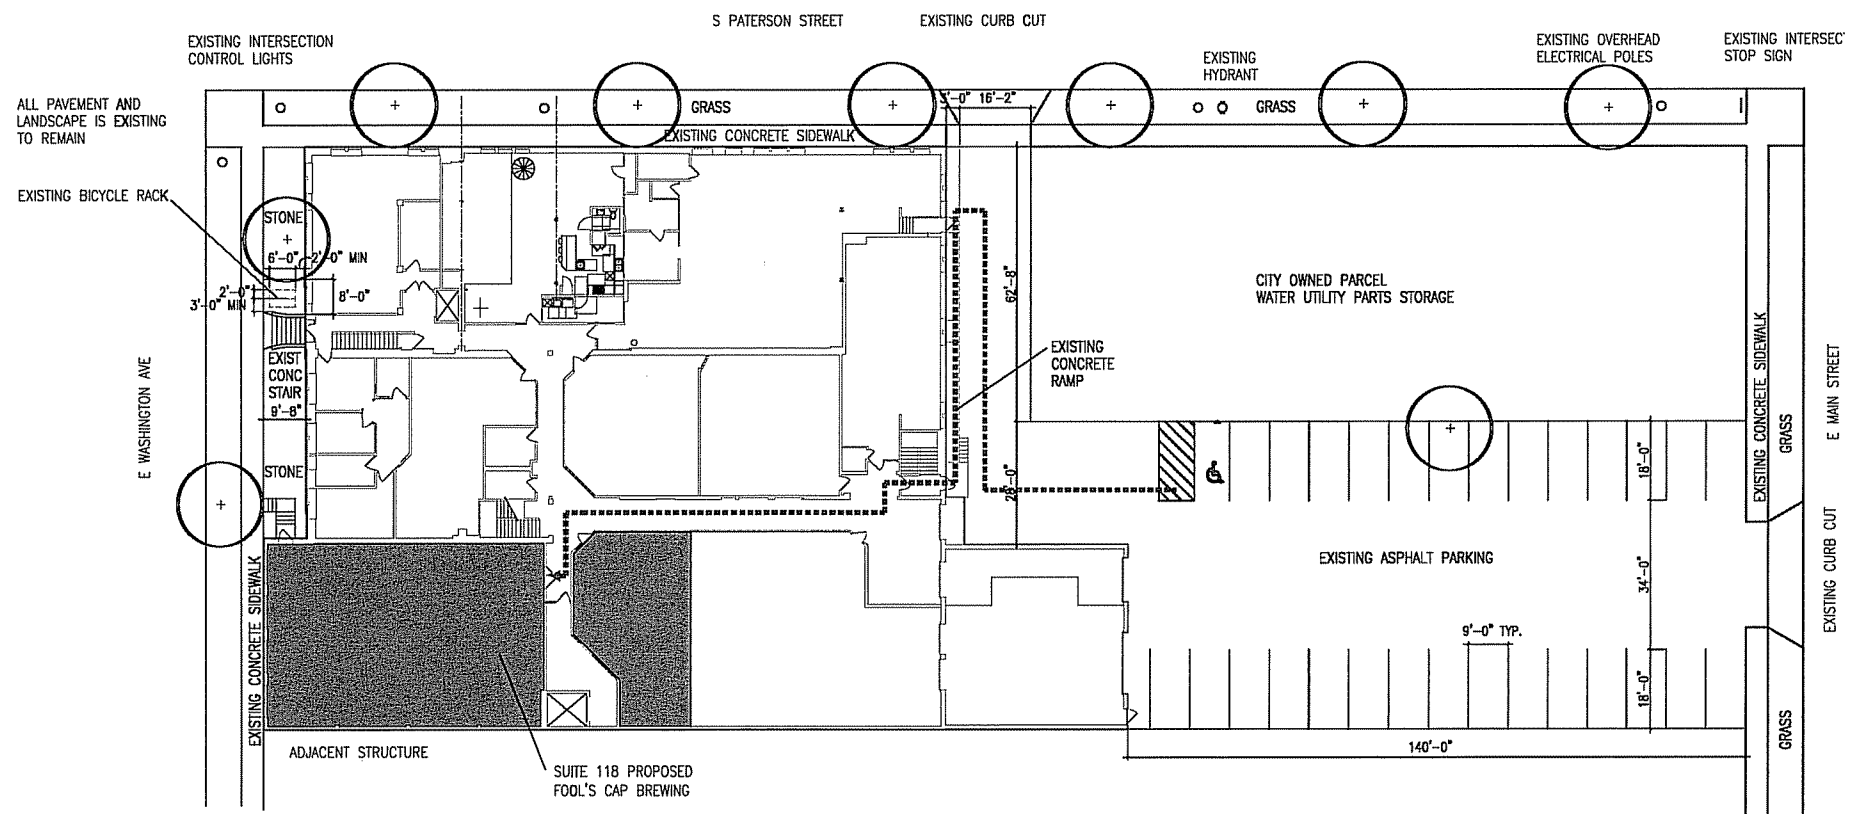 S PATERSON STREET
EXISTING CURB CUT
EXISTING INTERSECTION
CONTROL LIGHTS
EXISTING
HYDRANT
EXISTING OVERHEAD
ELECTRICAL POLES
EXISTING INTERSEC
STOP SIGN
ALL PAVEMENT AND
LANDSCAPE IS EXISTING
TO REMAIN
GRASS
16'-2"
GRASS
EXISTING CONCRETE SIDEWALK
EXISTING BICYCLE RACK
STONE
6'-0"
2'-0" MIN
2'-0"
8'-0"
3'-0" MIN
62'-8"
CITY OWNED PARCEL
WATER UTILITY PARTS STORAGE
EXISTING
CONCRETE
RAMP
EXIST
CONC
STAIR
9'-8"
STONE
E WASHINGTON AVE
EXISTING CONCRETE SIDEWALK
GRASS
E MAIN STREET
18'-0"
EXISTING ASPHALT PARKING
34'-0"
EXISTING CURB CUT
9'-0" TYP.
18'-0"
GRASS
EXISTING CONCRETE SIDEWALK
140'-0"
ADJACENT STRUCTURE
SUITE 118 PROPOSED
FOOL'S CAP BREWING